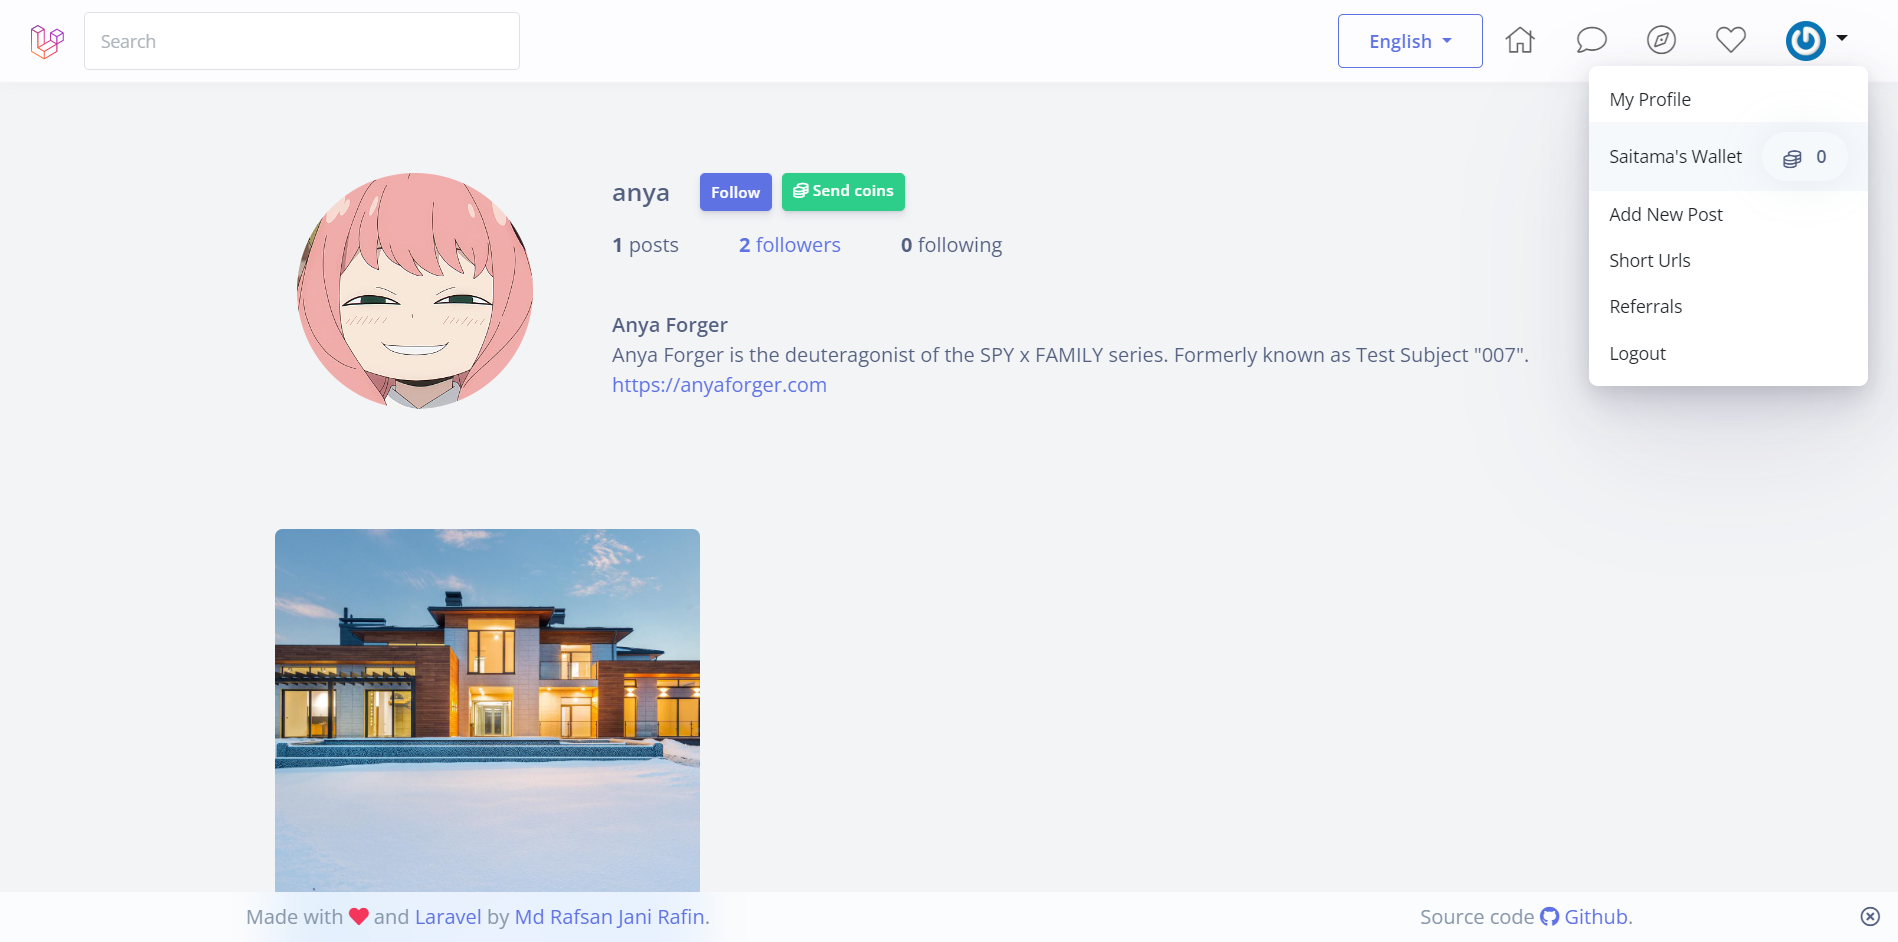 Search
English
My Profile
Saitama's Wallet 0
Add New Post
Short Urls
Referrals
Logout
anya Follow Send coins
1 posts 2 followers 0 following
Anya Forger
Anya Forger is the deuteragonist of the SPY x FAMILY series. Formerly known as Test Subject "007".
https://anyaforger.com
Made with and Laravel by Md Rafsan Jani Rafin. Source code Github.